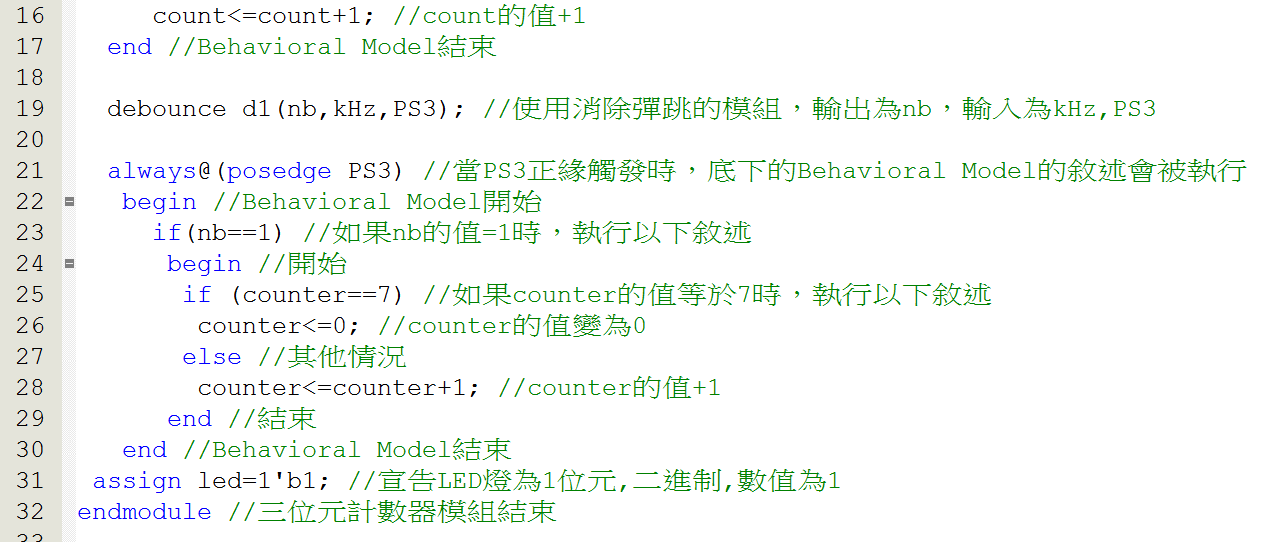 16 count<=count+1; //count的值+1
17 end //Behavioral Model結束
18
19 debounce d1(nb,kHz,PS3); //使用消除彈跳的模組，輸出為nb，輸入為kHz,PS3
20
21 always@(posedge PS3) //當PS3正緣觸發時，底下的Behavioral Model的敘述會被執行
22 begin //Behavioral Model開始
23 if(nb==1) //如果nb的值=1時，執行以下敘述
24 begin //開始
25 if (counter==7) //如果counter的值等於7時，執行以下敘述
26 counter<=0; //counter的值變為0
27 else //其他情況
28 counter<=counter+1; //counter的值+1
29 end //結束
30 end //Behavioral Model結束
31 assign led=1'b1; //宣告LED燈為1位元,二進制,數值為1
32 endmodule //三位元計數器模組結束
33